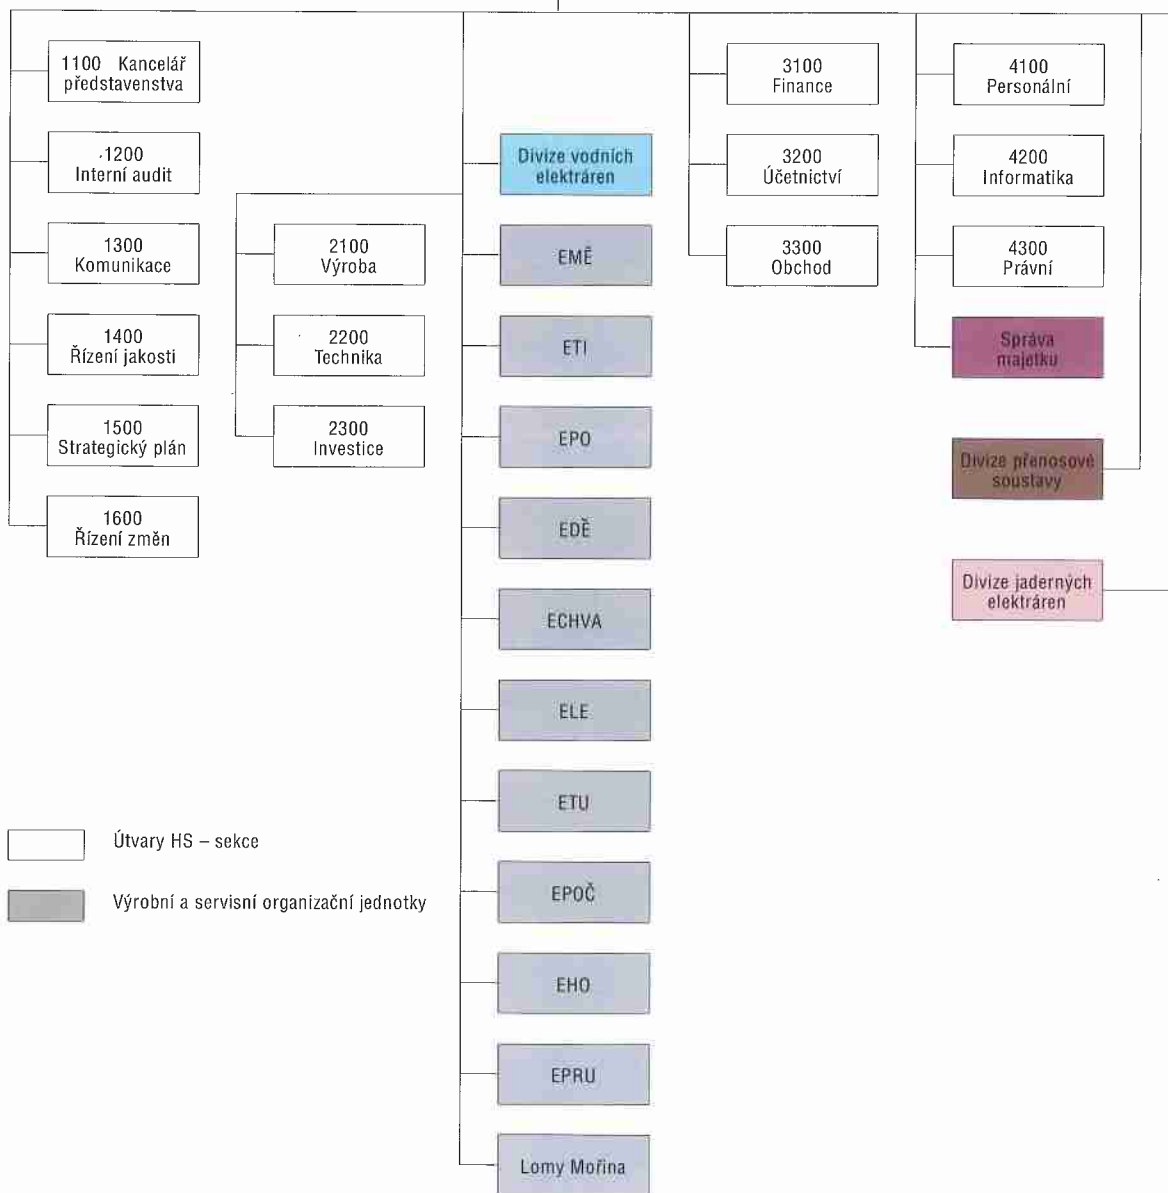 1100 Kancelář
představenstva
1200
Interní audit
1300
Komunikace
1400
Řízení jakosti
1500
Strategický plán
1600
Řízení změn
2100
Výroba
2200
Technika
2300
Investice
Divize vodních
elektráren
EMĚ
ETI
EPO
EDĚ
ECHVA
ELE
ETU
EPOČ
EHO
EPRU
Lomy Mořina
3100
Finance
3200
Účetnictví
3300
Obchod
4100
Personální
4200
Informatika
4300
Právní
Správa
majetku
Divize přenosové
soustavy
Divize jaderných
elektráren
Útvary HS – sekce
Výrobní a servisní organizační jednotky